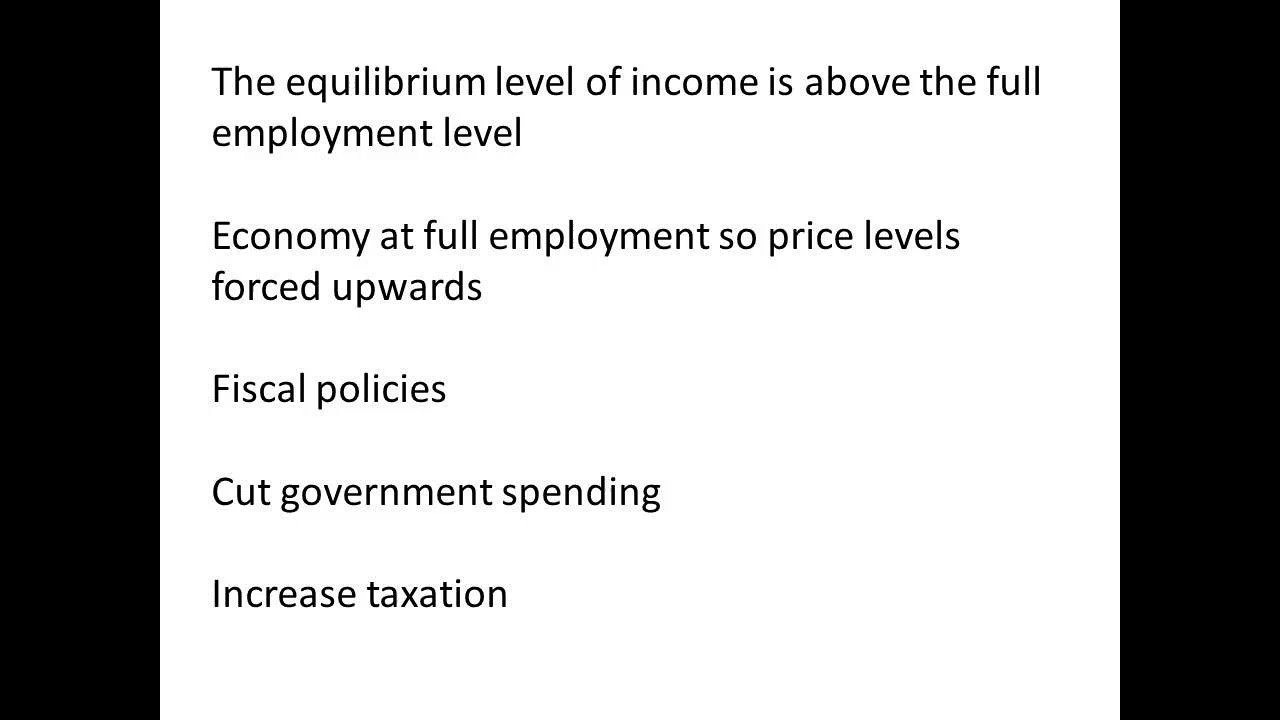 The equilibrium level of income is above the full
employment level
Economy at full employment so price levels
forced upwards
Fiscal policies
Cut government spending
Increase taxation